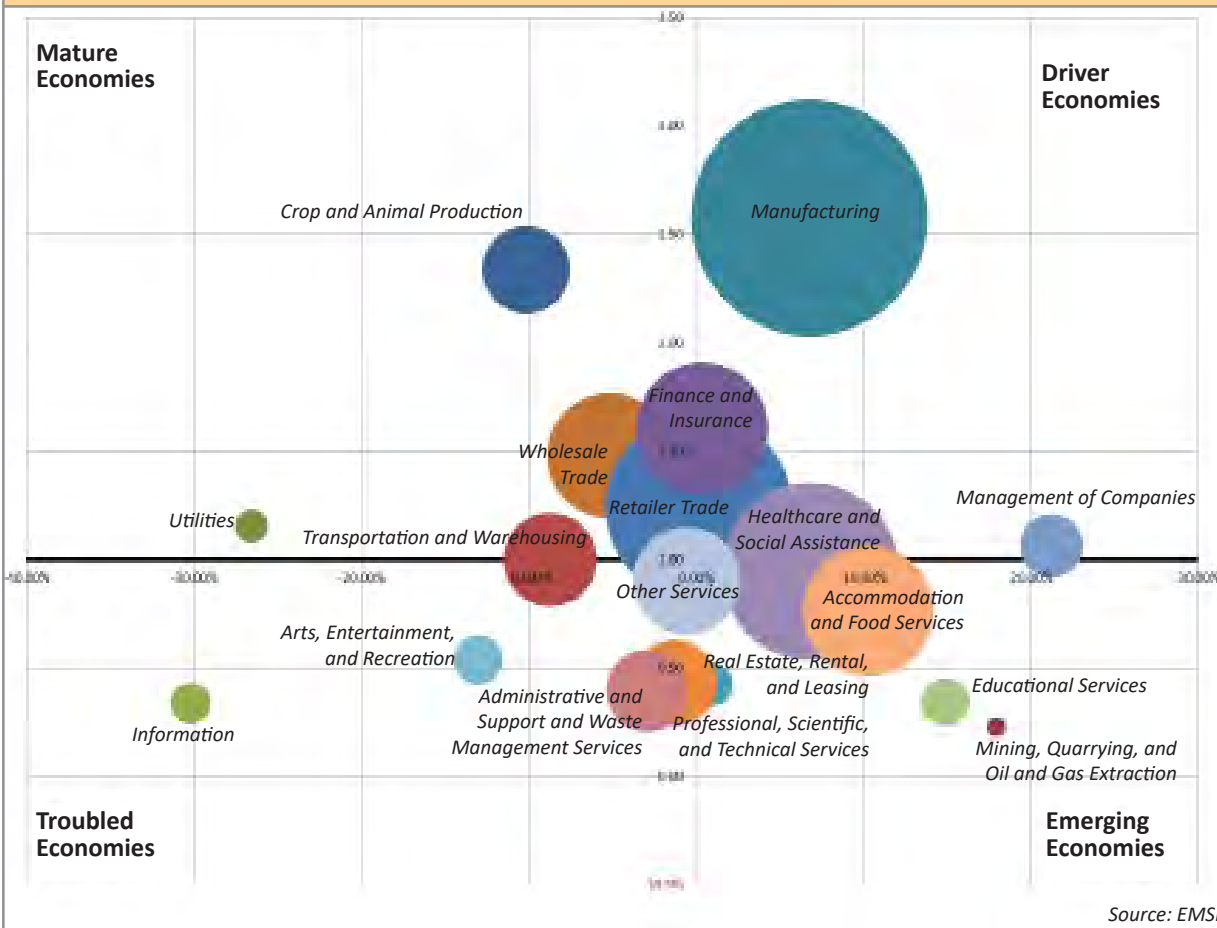 Mature
Economies
Driver
Economies
Crop and Animal Production
Manufacturing
Finance and
Insurance
Wholesale
Trade
Retailer Trade
Healthcare and
Social Assistance
Management of Companies
Utilities
Transportation and Warehousing
-30.00%
-20.00%
0.00%
20.00%
Other Services
Accommodation
and Food Services
Arts, Entertainment,
and Recreation
Real Estate, Rental,
and Leasing
Educational Services
Administrative and
Support and Waste
Management Services
Professional, Scientific,
and Technical Services
Information
Mining, Quarrying, and
Oil and Gas Extraction
Troubled
Economies
Emerging
Economies
Source: EMSI